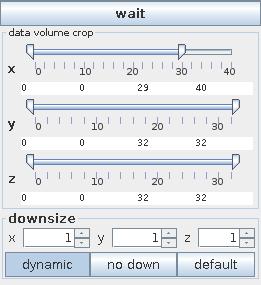 wait
data volume crop
x
0 10 20 30 40
0 0 29 40
y
0 10 20 30
0 0 32 32
z
0 10 20 30
0 0 32 32
downsize
x 1 y 1 z 1
dynamic no down default